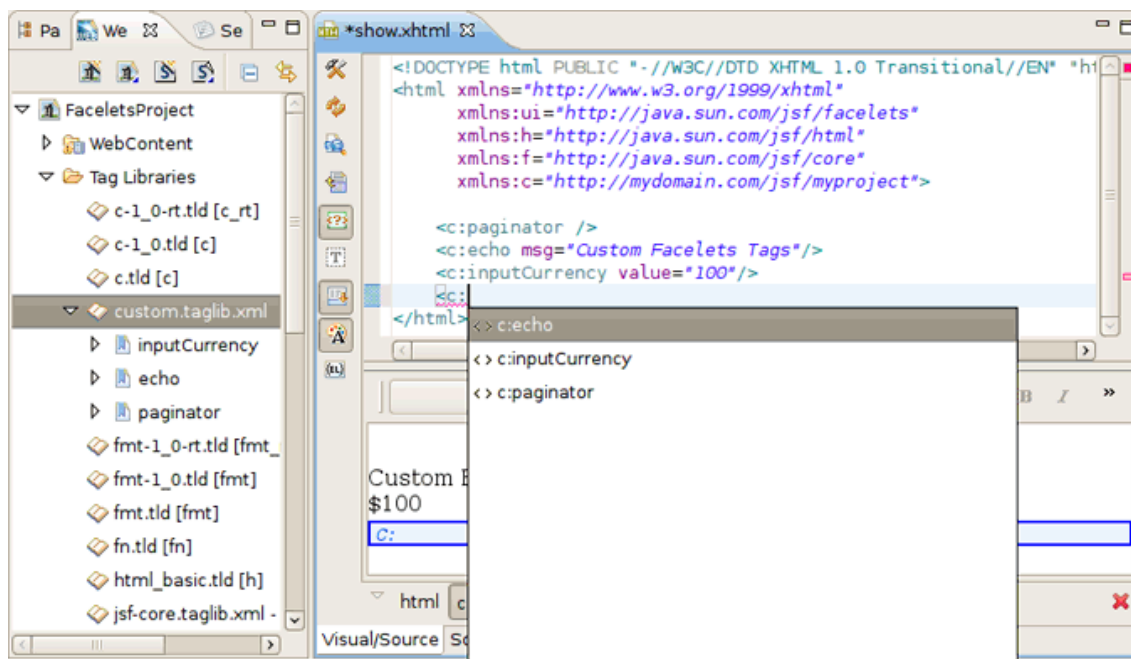 Pa
We
Se
FaceletsProject
WebContent
Tag Libraries
c-1_0-rt.tld [c_rt]
c-1_0.tld [c]
c.tld [c]
custom.taglib.xml
inputCurrency
echo
paginator
fmt-1_0-rt.tld [fmt_
fmt-1_0.tld [fmt]
fmt.tld [fmt]
fn.tld [fn]
html_basic.tld [h]
jsf-core.taglib.xml -
*show.xhtml
<!DOCTYPE html PUBLIC "-//W3C//DTD XHTML 1.0 Transitional//EN" "ht
<html xmlns="http://www.w3.org/1999/xhtml"
xmlns:ui="http://java.sun.com/jsf/facelets"
xmlns:h="http://java.sun.com/jsf/html"
xmlns:f="http://java.sun.com/jsf/core"
xmlns:c="http://mydomain.com/jsf/myproject">
<c:paginator />
<c:echo msg="Custom Facelets Tags"/>
<c:inputCurrency value="100"/>
<c:
</html>
<> c:echo
<> c:inputCurrency
<> c:paginator
B I »
Custom F
$100
c:
html c
Visual/Source So